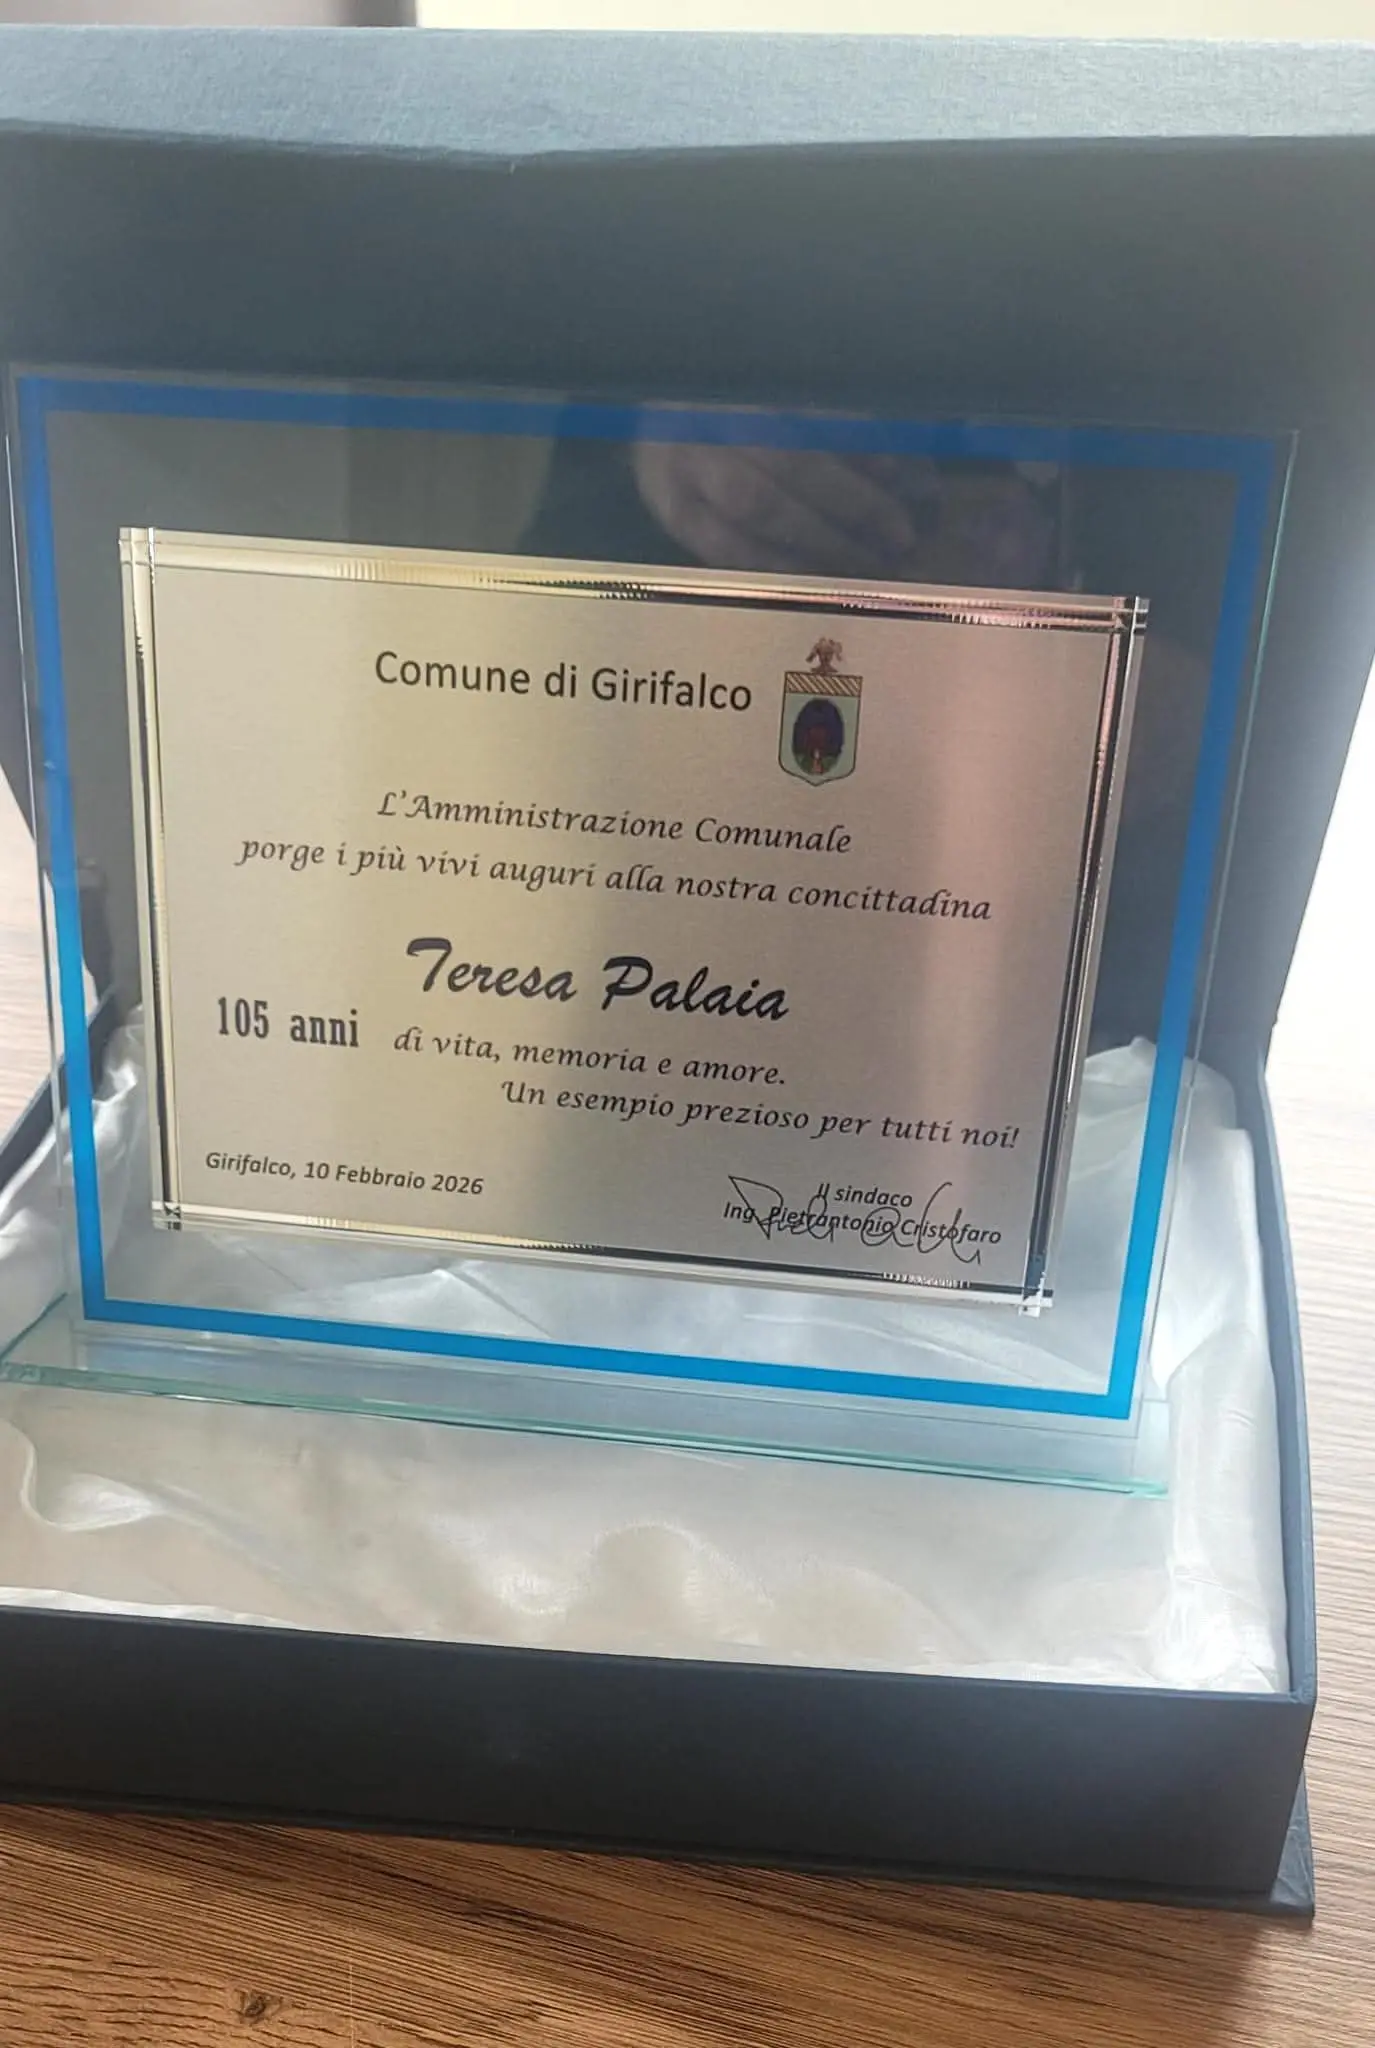 Comune di Girifalco
L'Amministrazione Comunale
porge i più vivi auguri alla nostra concittadina
Teresa Palaia
105 anni di vita, memoria e amore.
Un esempio prezioso per tutti noi!
Girifalco, 10 Febbraio 2026
Il sindaco
Ing. Pietrantonio Cristofaro